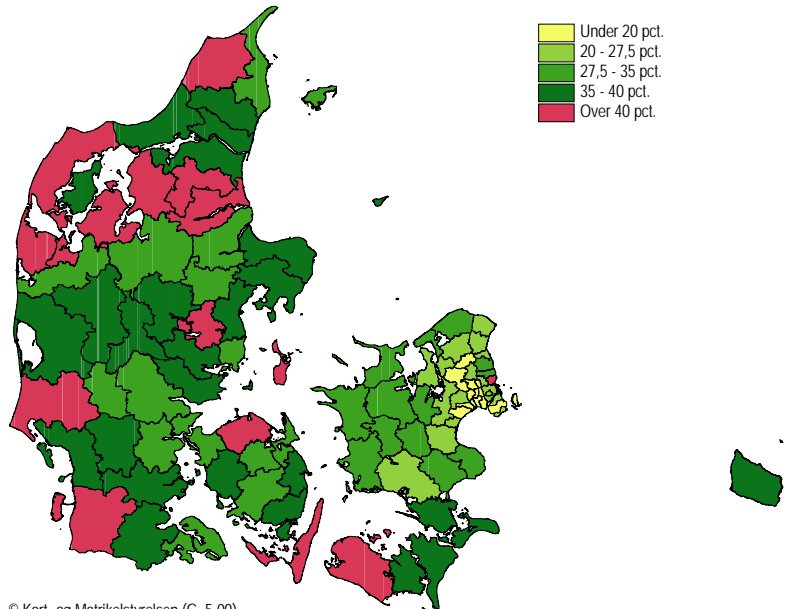 Under 20 pct.
20 - 27,5 pct.
27,5 - 35 pct.
35 - 40 pct.
Over 40 pct.
© Kort- og Matrikelstyrelsen (G. 5-00)